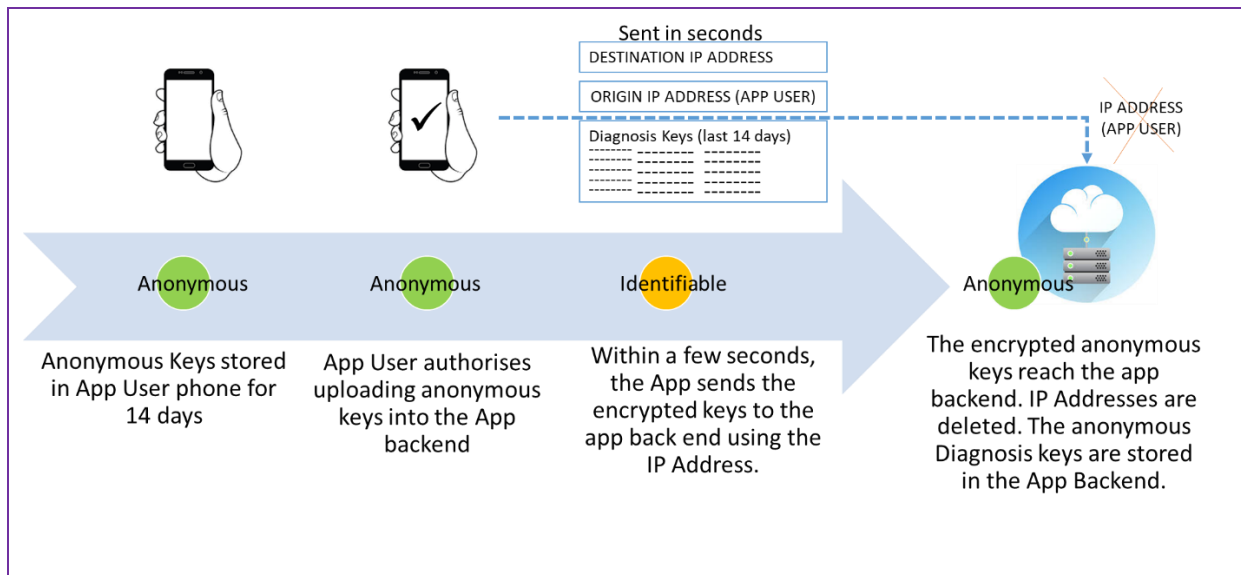 Sent in seconds
DESTINATION IP ADDRESS
ORIGIN IP ADDRESS (APP USER)
Diagnosis Keys (last 14 days)
IP ADDRESS
(APP USER)
Anonymous
Anonymous
Identifiable
Anonymous
Anonymous Keys stored
in App User phone for
14 days
App User authorises
uploading anonymous
keys into the App
backend
Within a few seconds,
the App sends the
encrypted keys to the
app back end using the
IP Address.
The encrypted anonymous
keys reach the app
backend. IP Addresses are
deleted. The anonymous
Diagnosis keys are stored
in the App Backend.